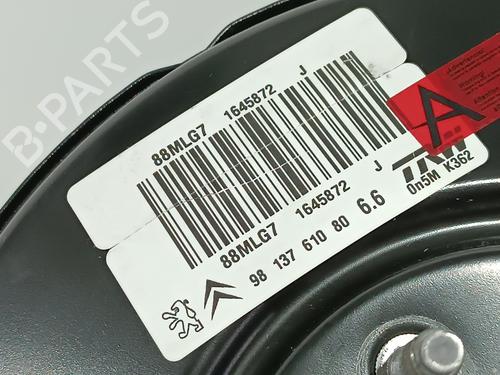 B-PARTS
88MLG7 1645872 J
88MLG7 1645872 J
98 137 610 80 6.6
TRW
0n5M K362
A